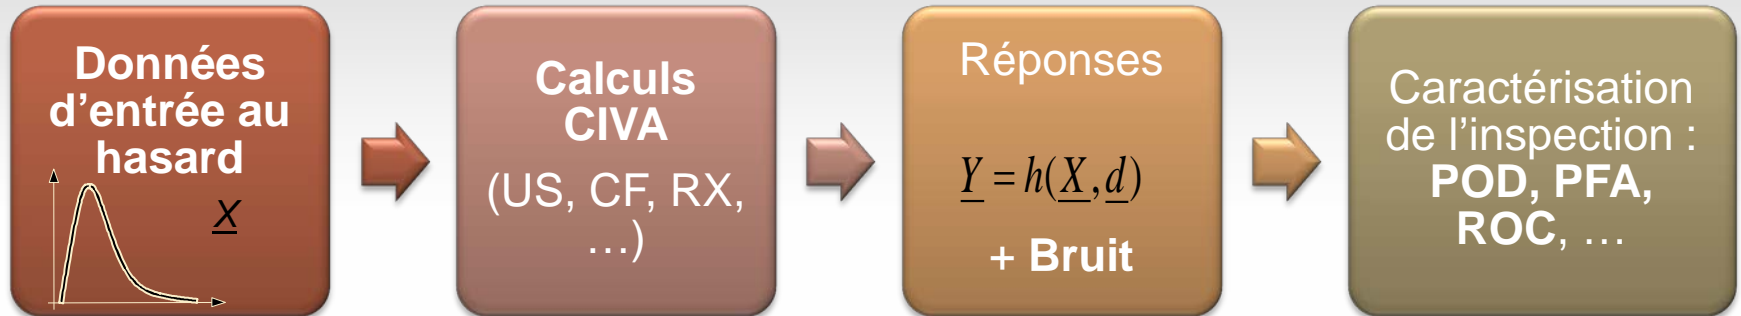 Données
d'entrée au
hasard
X
Calculs
CIVA
(US, CF, RX,
…)
Réponses
Y = h(X,d)
+ Bruit
Caractérisation
de l'inspection :
POD, PFA,
ROC, …